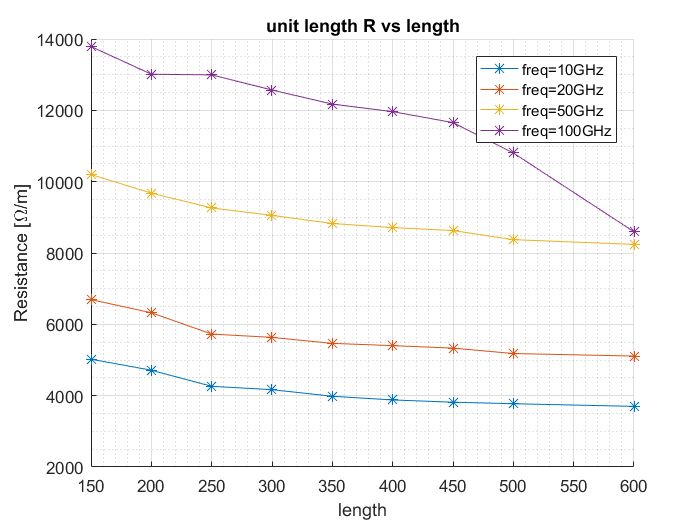 unit length R vs length
14000
12000
10000
8000
6000
4000
2000
Resistance [Ω/m]
freq=10GHz
freq=20GHz
freq=50GHz
freq=100GHz
150 200 250 300 350 400 450 500 550 600
length